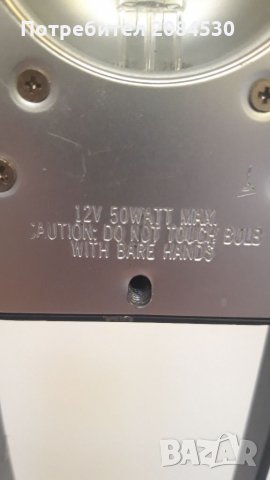 Потребител 2084530
12V 50WATT MAX.
CAUTION: DO NOT TOUCH BULB
WITH BARE HANDS
bazar